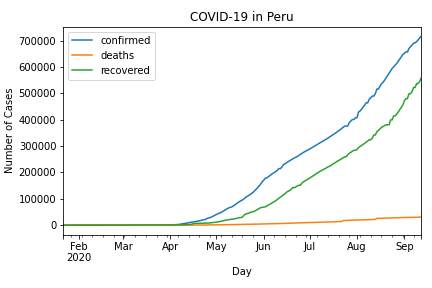 COVID-19 in Peru
confirmed
deaths
recovered
Number of Cases
700000
600000
500000
400000
300000
200000
100000
0
Feb Mar Apr May Jun Jul Aug Sep
2020
Day